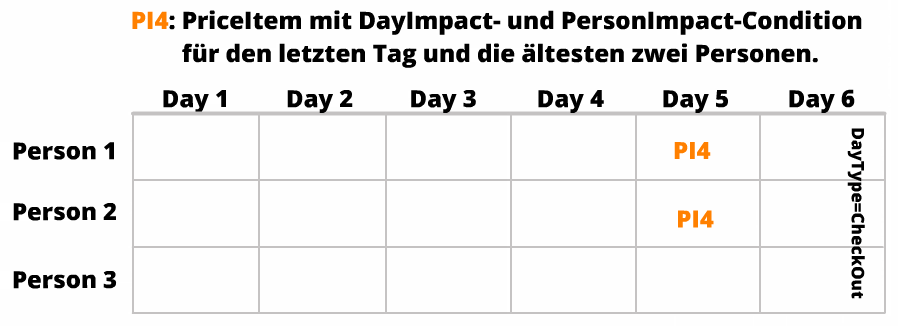 PI4: PriceItem mit DayImpact- und PersonImpact-Condition
für den letzten Tag und die ältesten zwei Personen.
Day 1 Day 2 Day 3 Day 4 Day 5 Day 6
Person 1 PI4
Person 2 PI4
Person 3
DayType=CheckOut